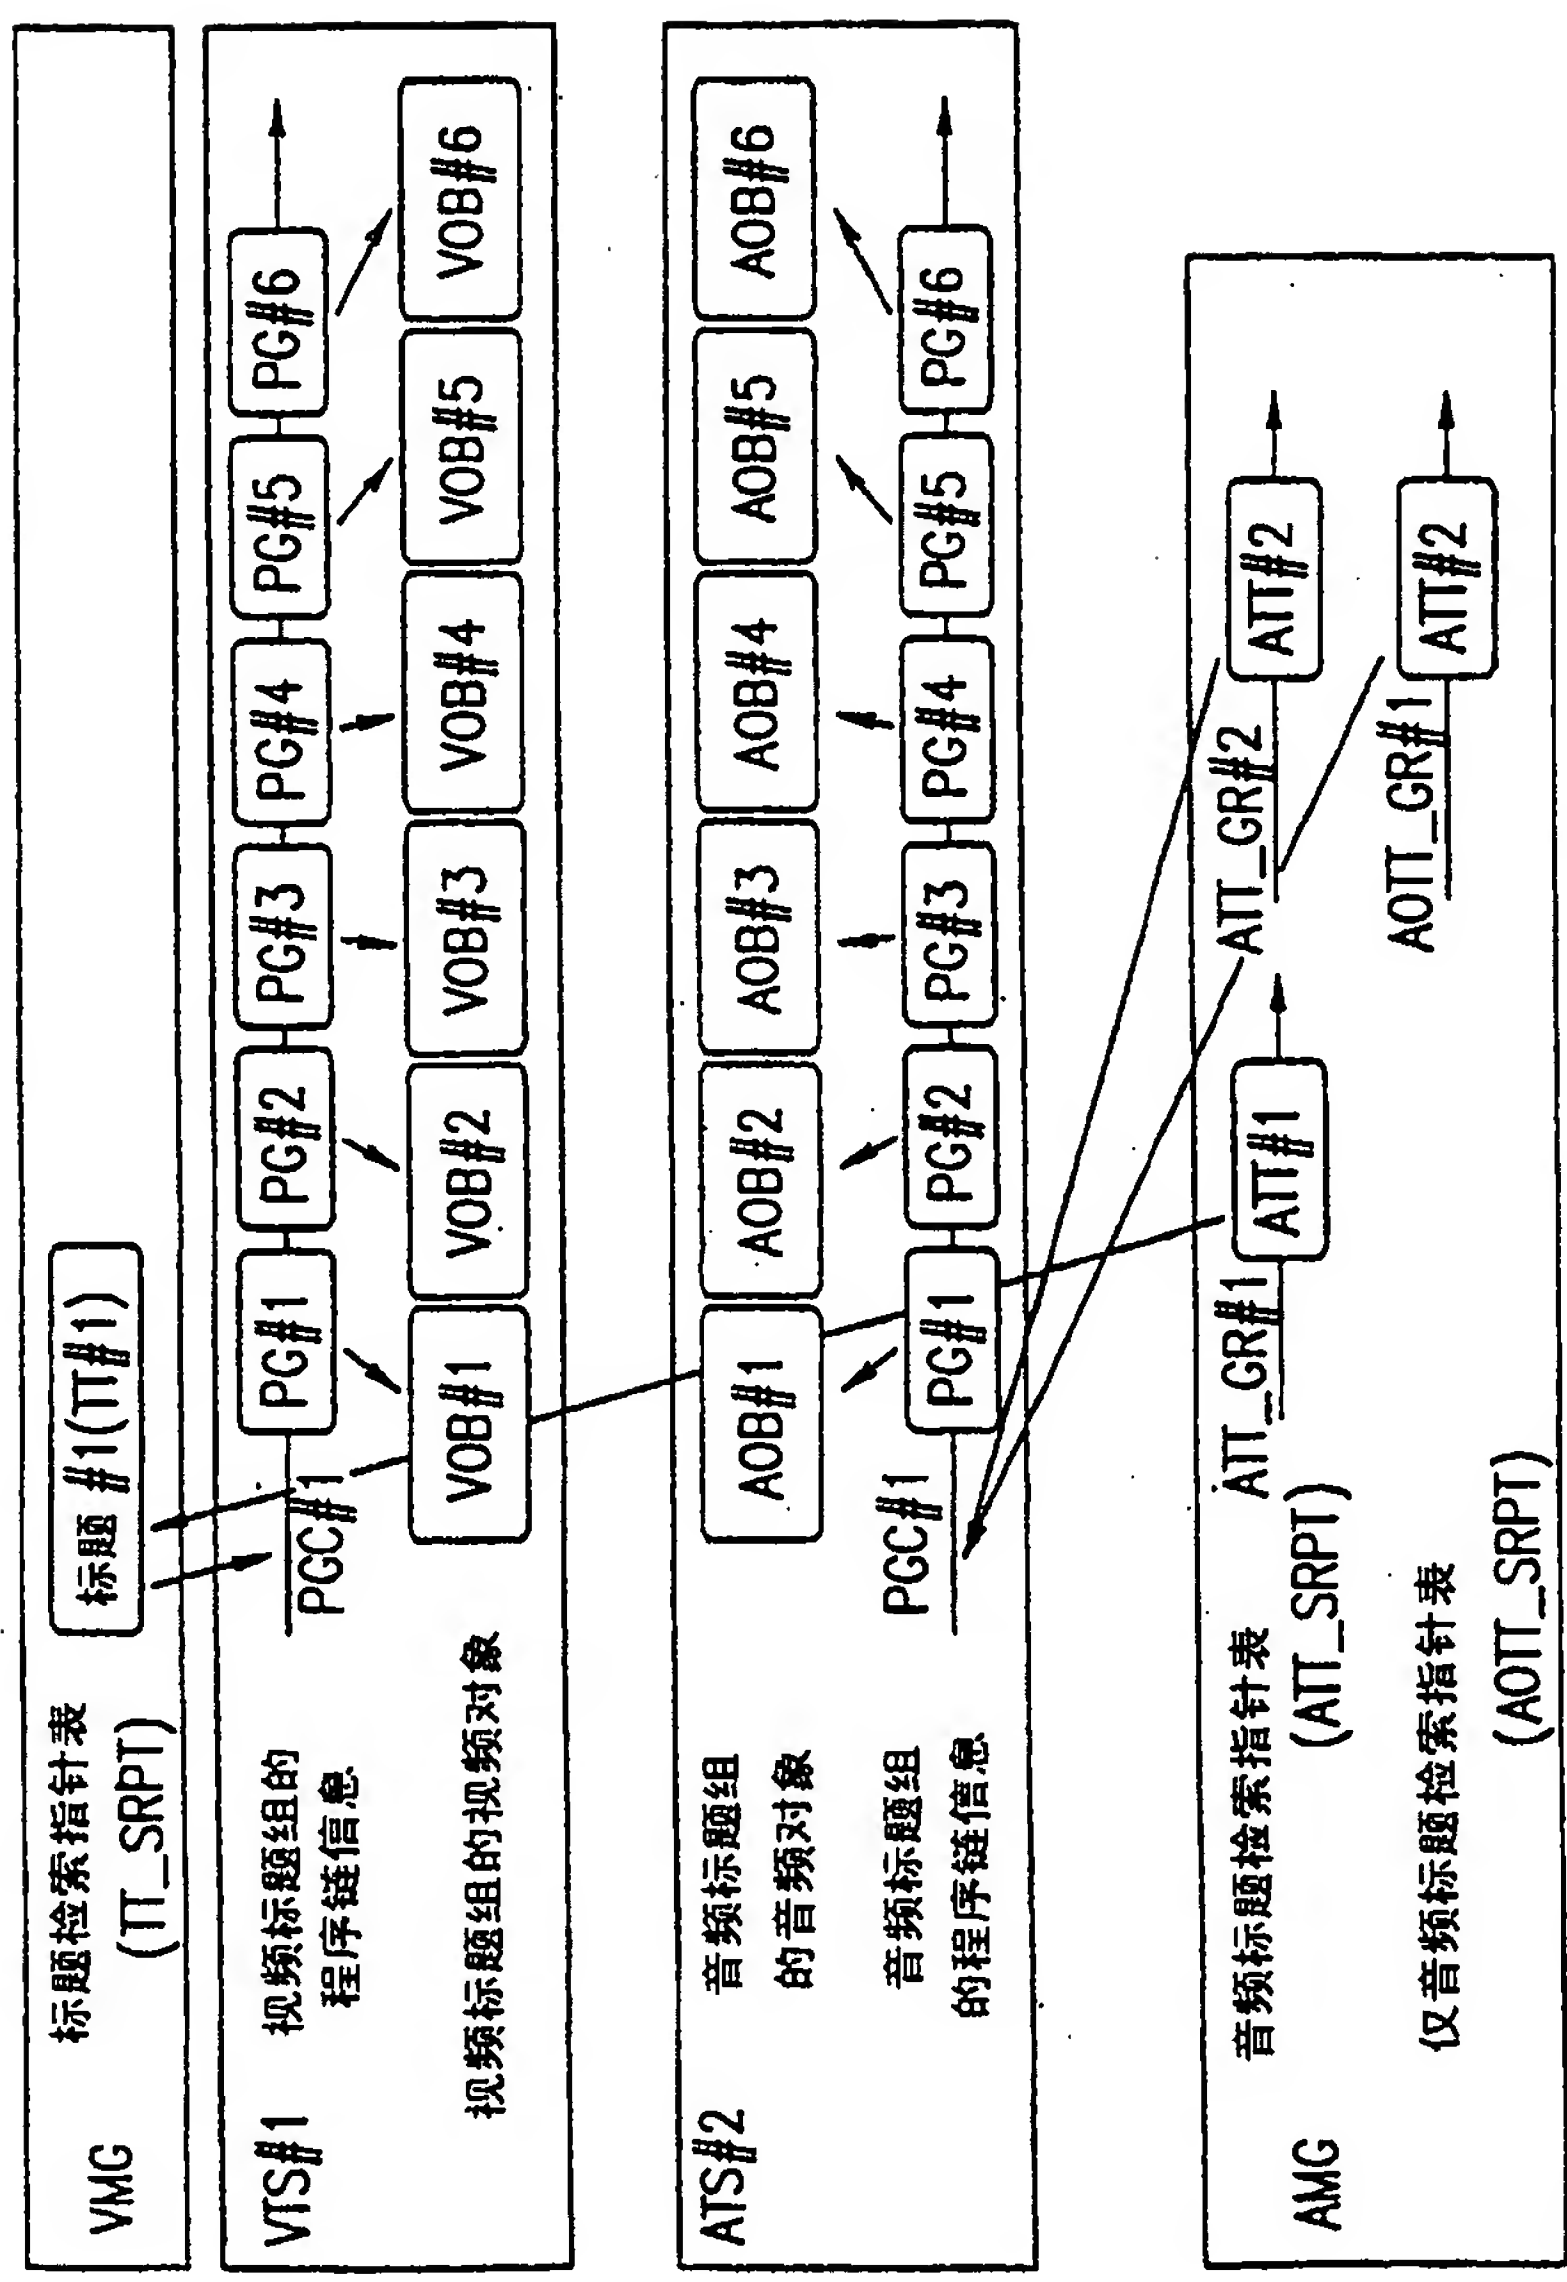 VMG
标题检索指针表
(TT_SRPT)
标题 #1(TT#1)
VTS#1
视频标题组的
程序链信息
PGC#1
PG#1
PG#2
PG#3
PG#4
PG#5
PG#6
视频标题组的视频对象
VOB#1
VOB#2
VOB#3
VOB#4
VOB#5
VOB#6
ATS#2
音频标题组
的音频对象
AOB#1
AOB#2
AOB#3
AOB#4
AOB#5
AOB#6
音频标题组
的程序链信息
PGC#1
PG#1
PG#2
PG#3
PG#4
PG#5
PG#6
AMG
音频标题检索指针表
(ATT_SRPT)
ATT_GR#1
ATT#1
ATT_GR#2
ATT#2
仅音频标题检索指针表
(AOTT_SRPT)
AOTT_GR#1
ATT#2